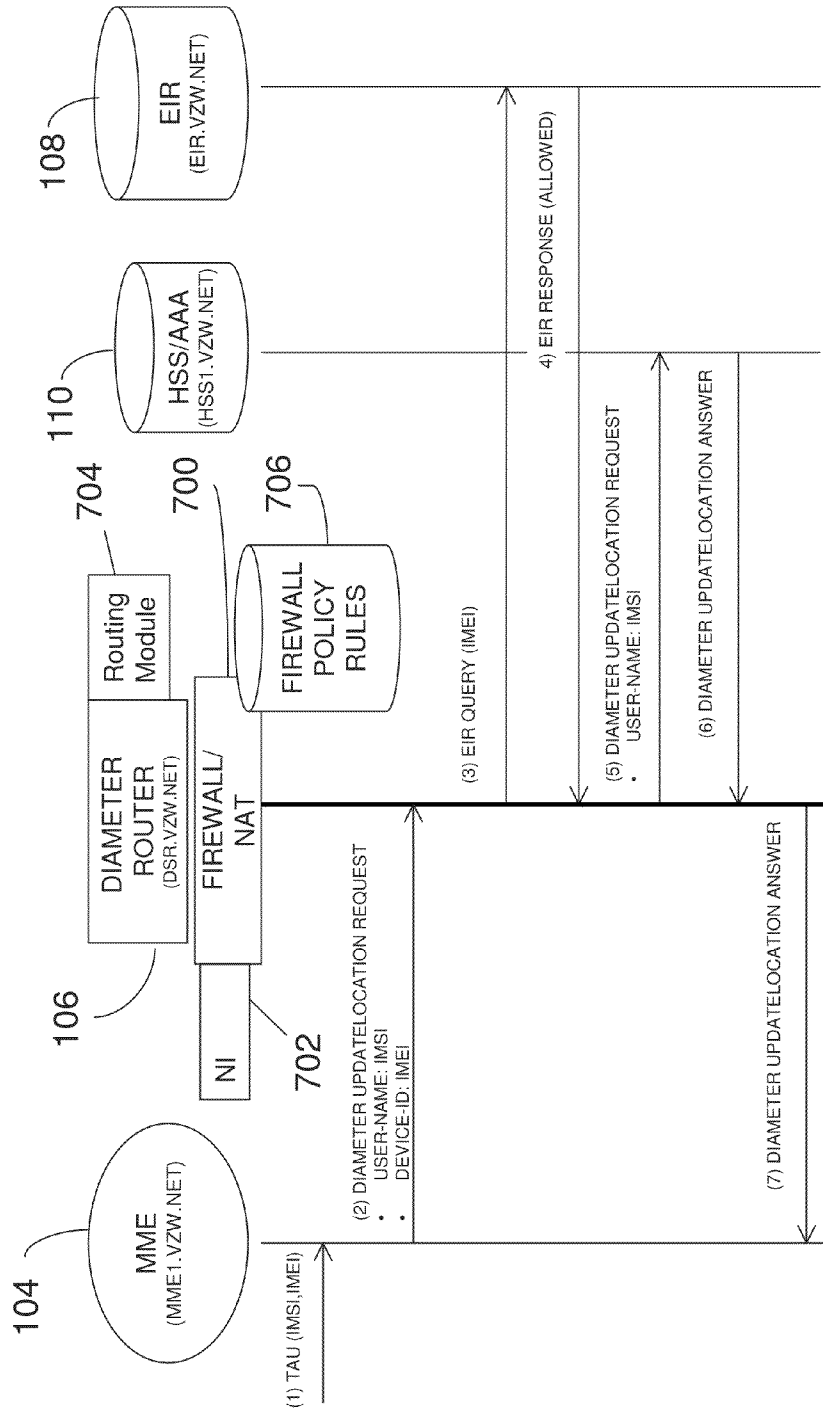 104
MME
(MME1.VZW.NET)
106
DIAMETER
ROUTER
(DSR.VZW.NET)
Routing
Module
704
NI
702
FIREWALL/
NAT
700
FIREWALL
POLICY
RULES
706
110
HSS/AAA
(HSS1.VZW.NET)
108
EIR
(EIR.VZW.NET)
(1) TAU (IMSI,IMEI)
(2) DIAMETER UPDATELOCATION REQUEST
• USER-NAME: IMSI
• DEVICE-ID: IMEI
(3) EIR QUERY (IMEI)
4) EIR RESPONSE (ALLOWED)
(5) DIAMETER UPDATELOCATION REQUEST
• USER-NAME: IMSI
(6) DIAMETER UPDATELOCATION ANSWER
(7) DIAMETER UPDATELOCATION ANSWER